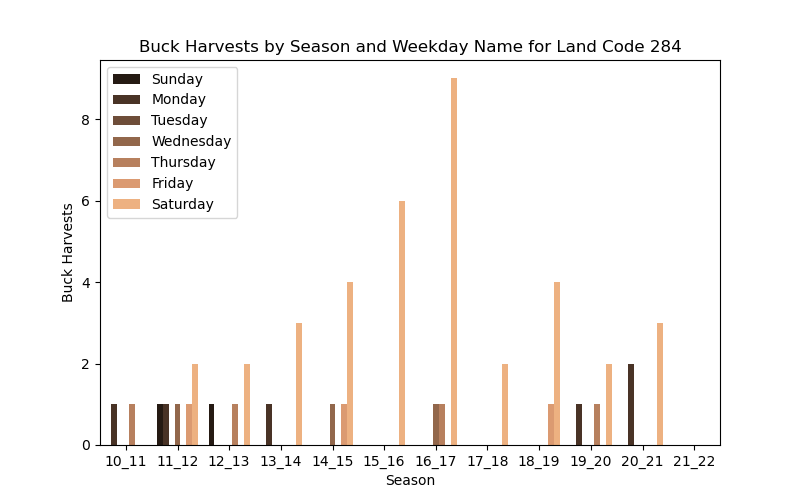 Buck Harvests by Season and Weekday Name for Land Code 284
Sunday
Monday
Tuesday
Wednesday
Thursday
Friday
Saturday
8
6
4
2
0
Buck Harvests
10_11 11_12 12_13 13_14 14_15 15_16 16_17 17_18 18_19 19_20 20_21 21_22
Season